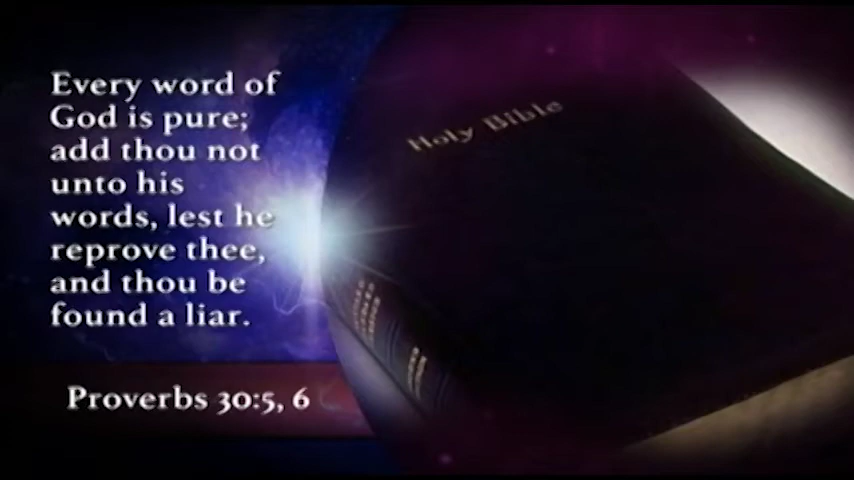 Every word of
God is pure;
add thou not
unto his
words, lest he
reprove thee,
and thou be
found a liar.
Proverbs 30:5, 6
Holy Bible